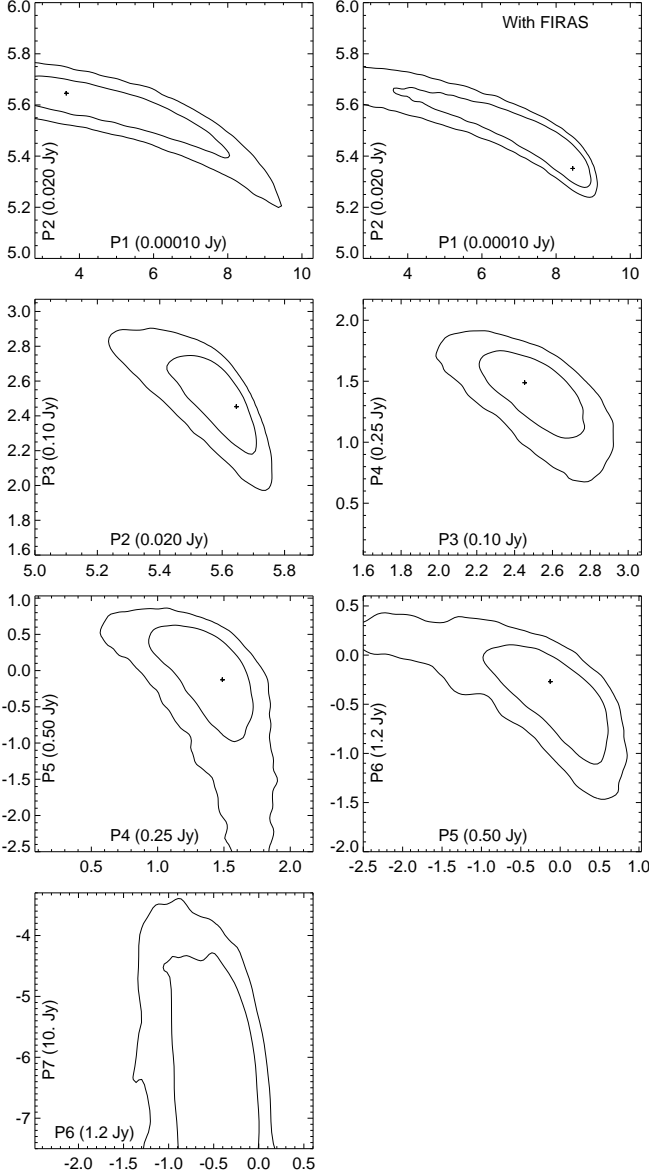 6.0
5.8
5.6
5.4
5.2
5.0
P2 (0.020 Jy)
P1 (0.00010 Jy)
4 6 8 10
With FIRAS
6.0
5.8
5.6
5.4
5.2
5.0
P2 (0.020 Jy)
P1 (0.00010 Jy)
4 6 8 10
3.0
2.8
2.6
2.4
2.2
2.0
1.8
1.6
P3 (0.10 Jy)
P2 (0.020 Jy)
5.0 5.2 5.4 5.6 5.8
2.0
1.5
1.0
0.5
P4 (0.25 Jy)
P3 (0.10 Jy)
1.6 1.8 2.0 2.2 2.4 2.6 2.8 3.0
1.0
0.5
0.0
-0.5
-1.0
-1.5
-2.0
-2.5
P5 (0.50 Jy)
P4 (0.25 Jy)
0.5 1.0 1.5 2.0
0.5
0.0
-0.5
-1.0
-1.5
-2.0
P6 (1.2 Jy)
P5 (0.50 Jy)
-2.5 -2.0 -1.5 -1.0 -0.5 0.0 0.5 1.0
-4
-5
-6
-7
P7 (10. Jy)
P6 (1.2 Jy)
-2.0 -1.5 -1.0 -0.5 0.0 0.5